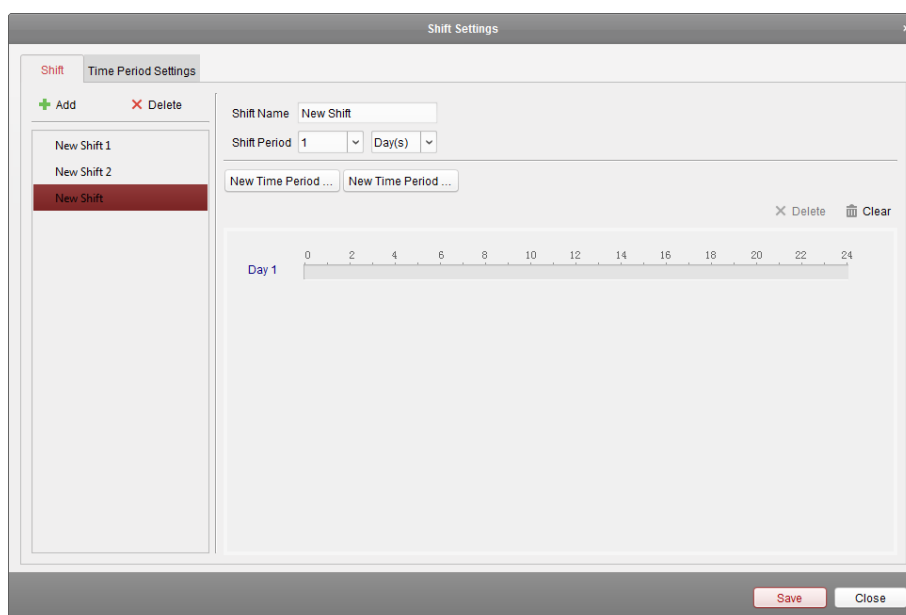 Shift Settings
Shift Time Period Settings
Add Delete
New Shift 1
New Shift 2
New Shift
Shift Name New Shift
Shift Period 1 Day(s)
New Time Period ... New Time Period ...
Delete Clear
0 2 4 6 8 10 12 14 16 18 20 22 24
Day 1
Save Close